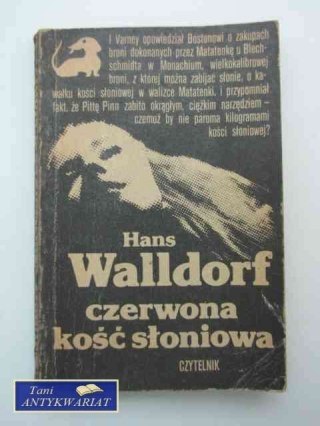 I Varney opowiedział Bostonowi o zakupach
broni dokonanych przez Matatenkę u Blech-
schmidta w Monachium, wielkokalibrowej
broni, z której można zabijać słonie, o ka-
wałku kości słoniowej w walizce Matatenki. i przypomniał
fakt, że Pittę Pinn zabito okrągłym, ciężkim narzędziem –
czemuż by nie paroma kilogramami
kości słoniowej?
Hans
Walldorf
czerwona
kość słoniowa
CZYTELNIK
Tani
ANTYKWARIAT